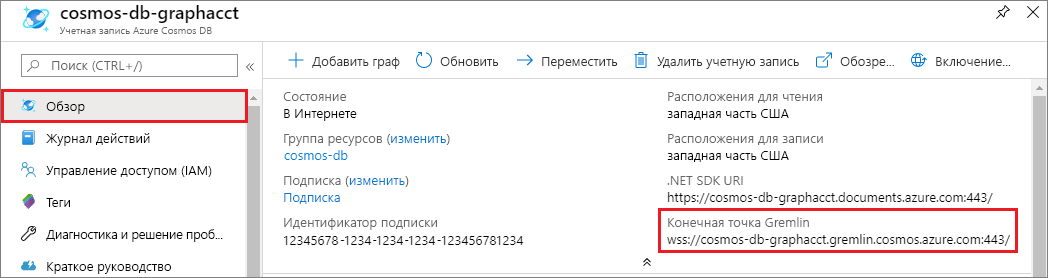 cosmos-db-graphacct
Учетная запись Azure Cosmos DB
Поиск (CTRL+/)
Обзор
Журнал действий
Управление доступом (IAM)
Теги
Диагностика и решение проб...
Краткое руководство
Добавить граф
Обновить
Переместить
Удалить учетную запись
Обозре...
Включение...
Состояние
В Интернете
Группа ресурсов (изменить)
cosmos-db
Подписка (изменить)
Подписка
Идентификатор подписки
12345678 -1234-1234 -1234 -123456781234
Расположения для чтения
западная часть США
Расположения для записи
западная часть США
.NET SDK URI
https://cosmos-db-graphacct.documents.azure.com:443/
Конечная точка Gremlin
wss://cosmos-db-graphacct.gremlin.cosmos.azure.com:443/